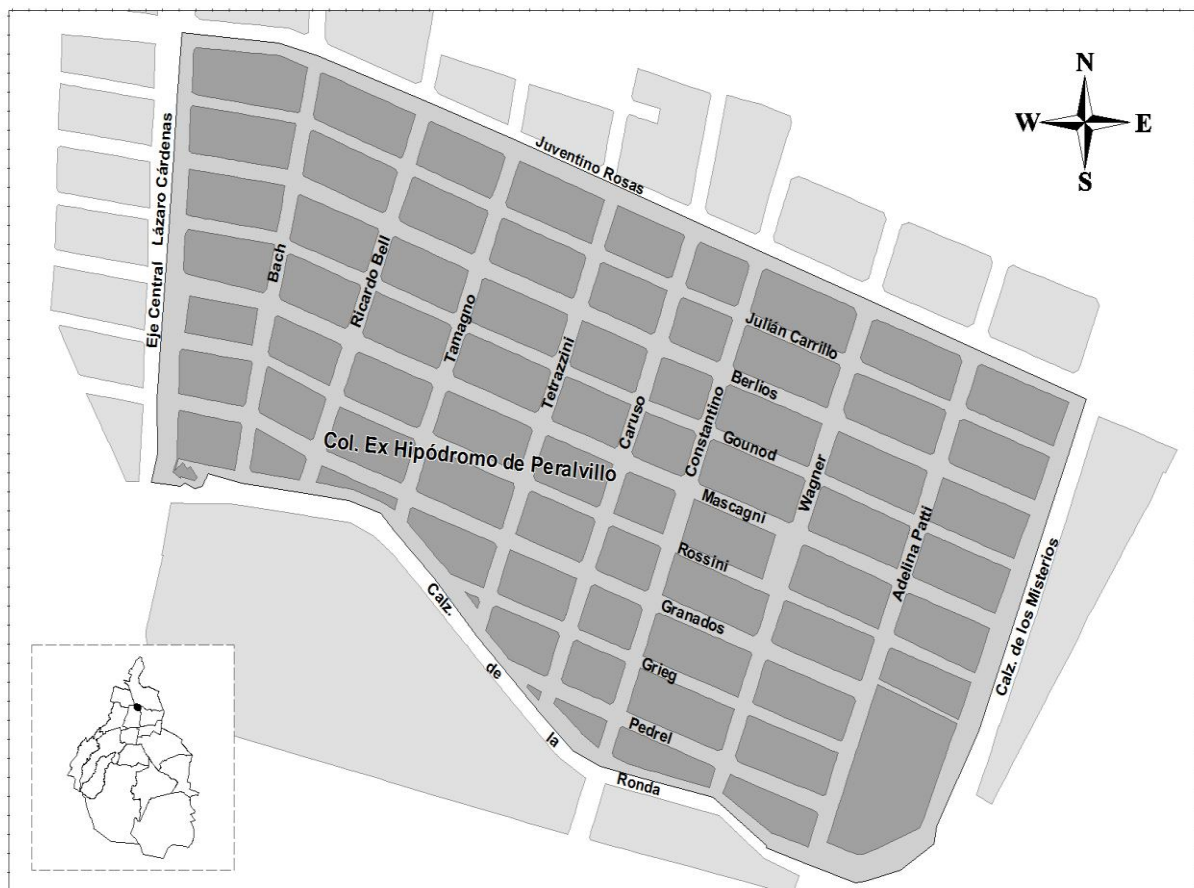 N
W E
S
Juventino Rosas
Eje Central Lázaro Cárdenas
Bach
Ricardo Bell
Tamagno
Tetrazzini
Caruso
Constantino
Wagner
Adelina Patti
Calz. de los Misterios
Julián Carrillo
Berlios
Gounod
Mascagni
Rossini
Granados
Grieg
Pedrel
Col. Ex Hipódromo de Peralvillo
Calz. de la Ronda